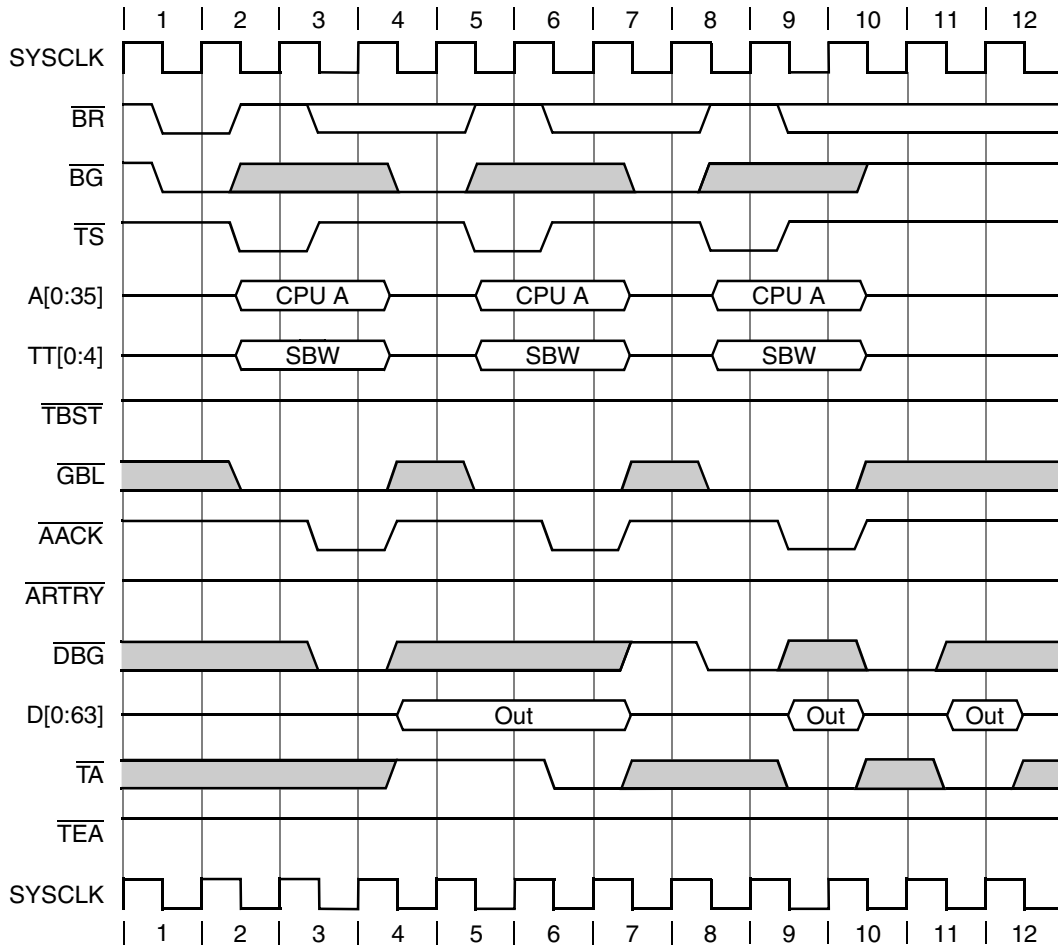 1 2 3 4 5 6 7 8 9 10 11 12
SYSCLK
BR
BG
TS
A[0:35] CPU A CPU A CPU A
TT[0:4] SBW SBW SBW
TBST
GBL
AACK
ARTRY
DBG
D[0:63] Out Out Out
TA
TEA
SYSCLK
1 2 3 4 5 6 7 8 9 10 11 12